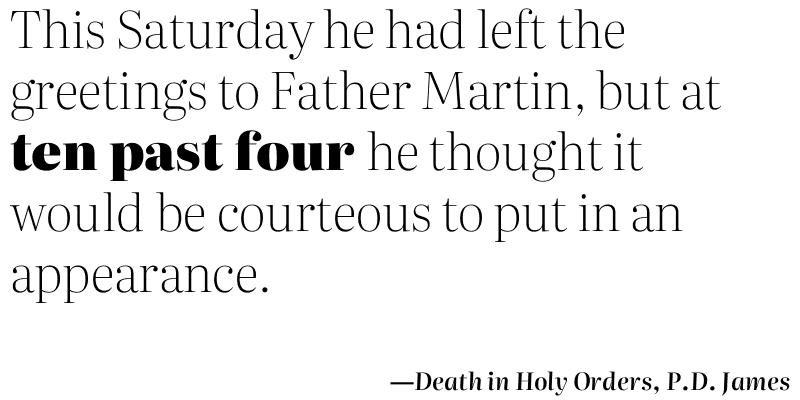 This Saturday he had left the
greetings to Father Martin, but at
ten past four he thought it
would be courteous to put in an
appearance.
—Death in Holy Orders, P.D. James